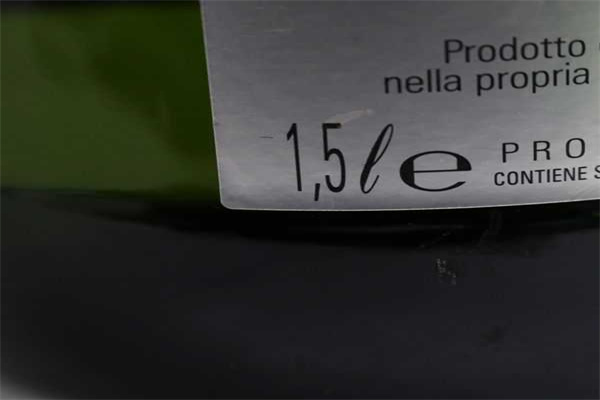 Prodotto
nella propria
1,5 ℓ ℮ PRO
CONTIENE S